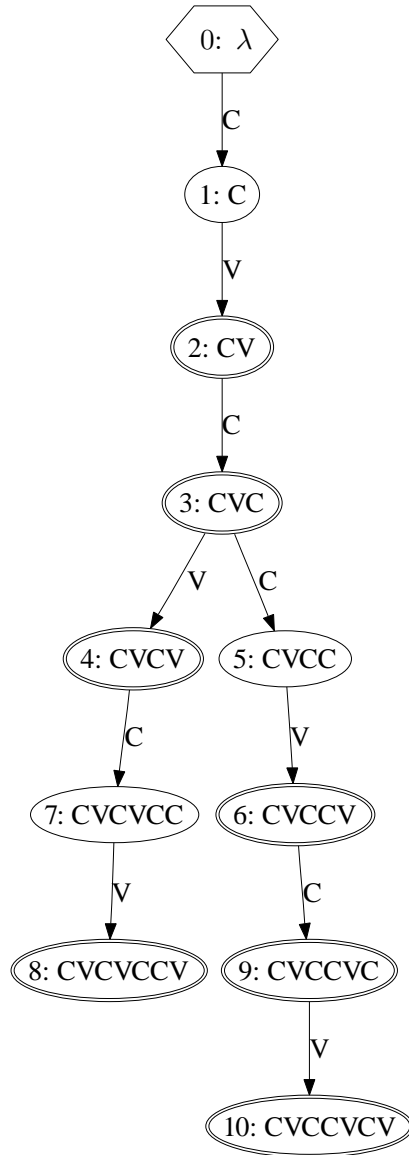 0: λ
C
1: C
V
2: CV
C
3: CVC
V C
4: CVCV 5: CVCC
C V
7: CVCVCC 6: CVCCV
V C
8: CVCVCCV 9: CVCCVC
V
10: CVCCVCV